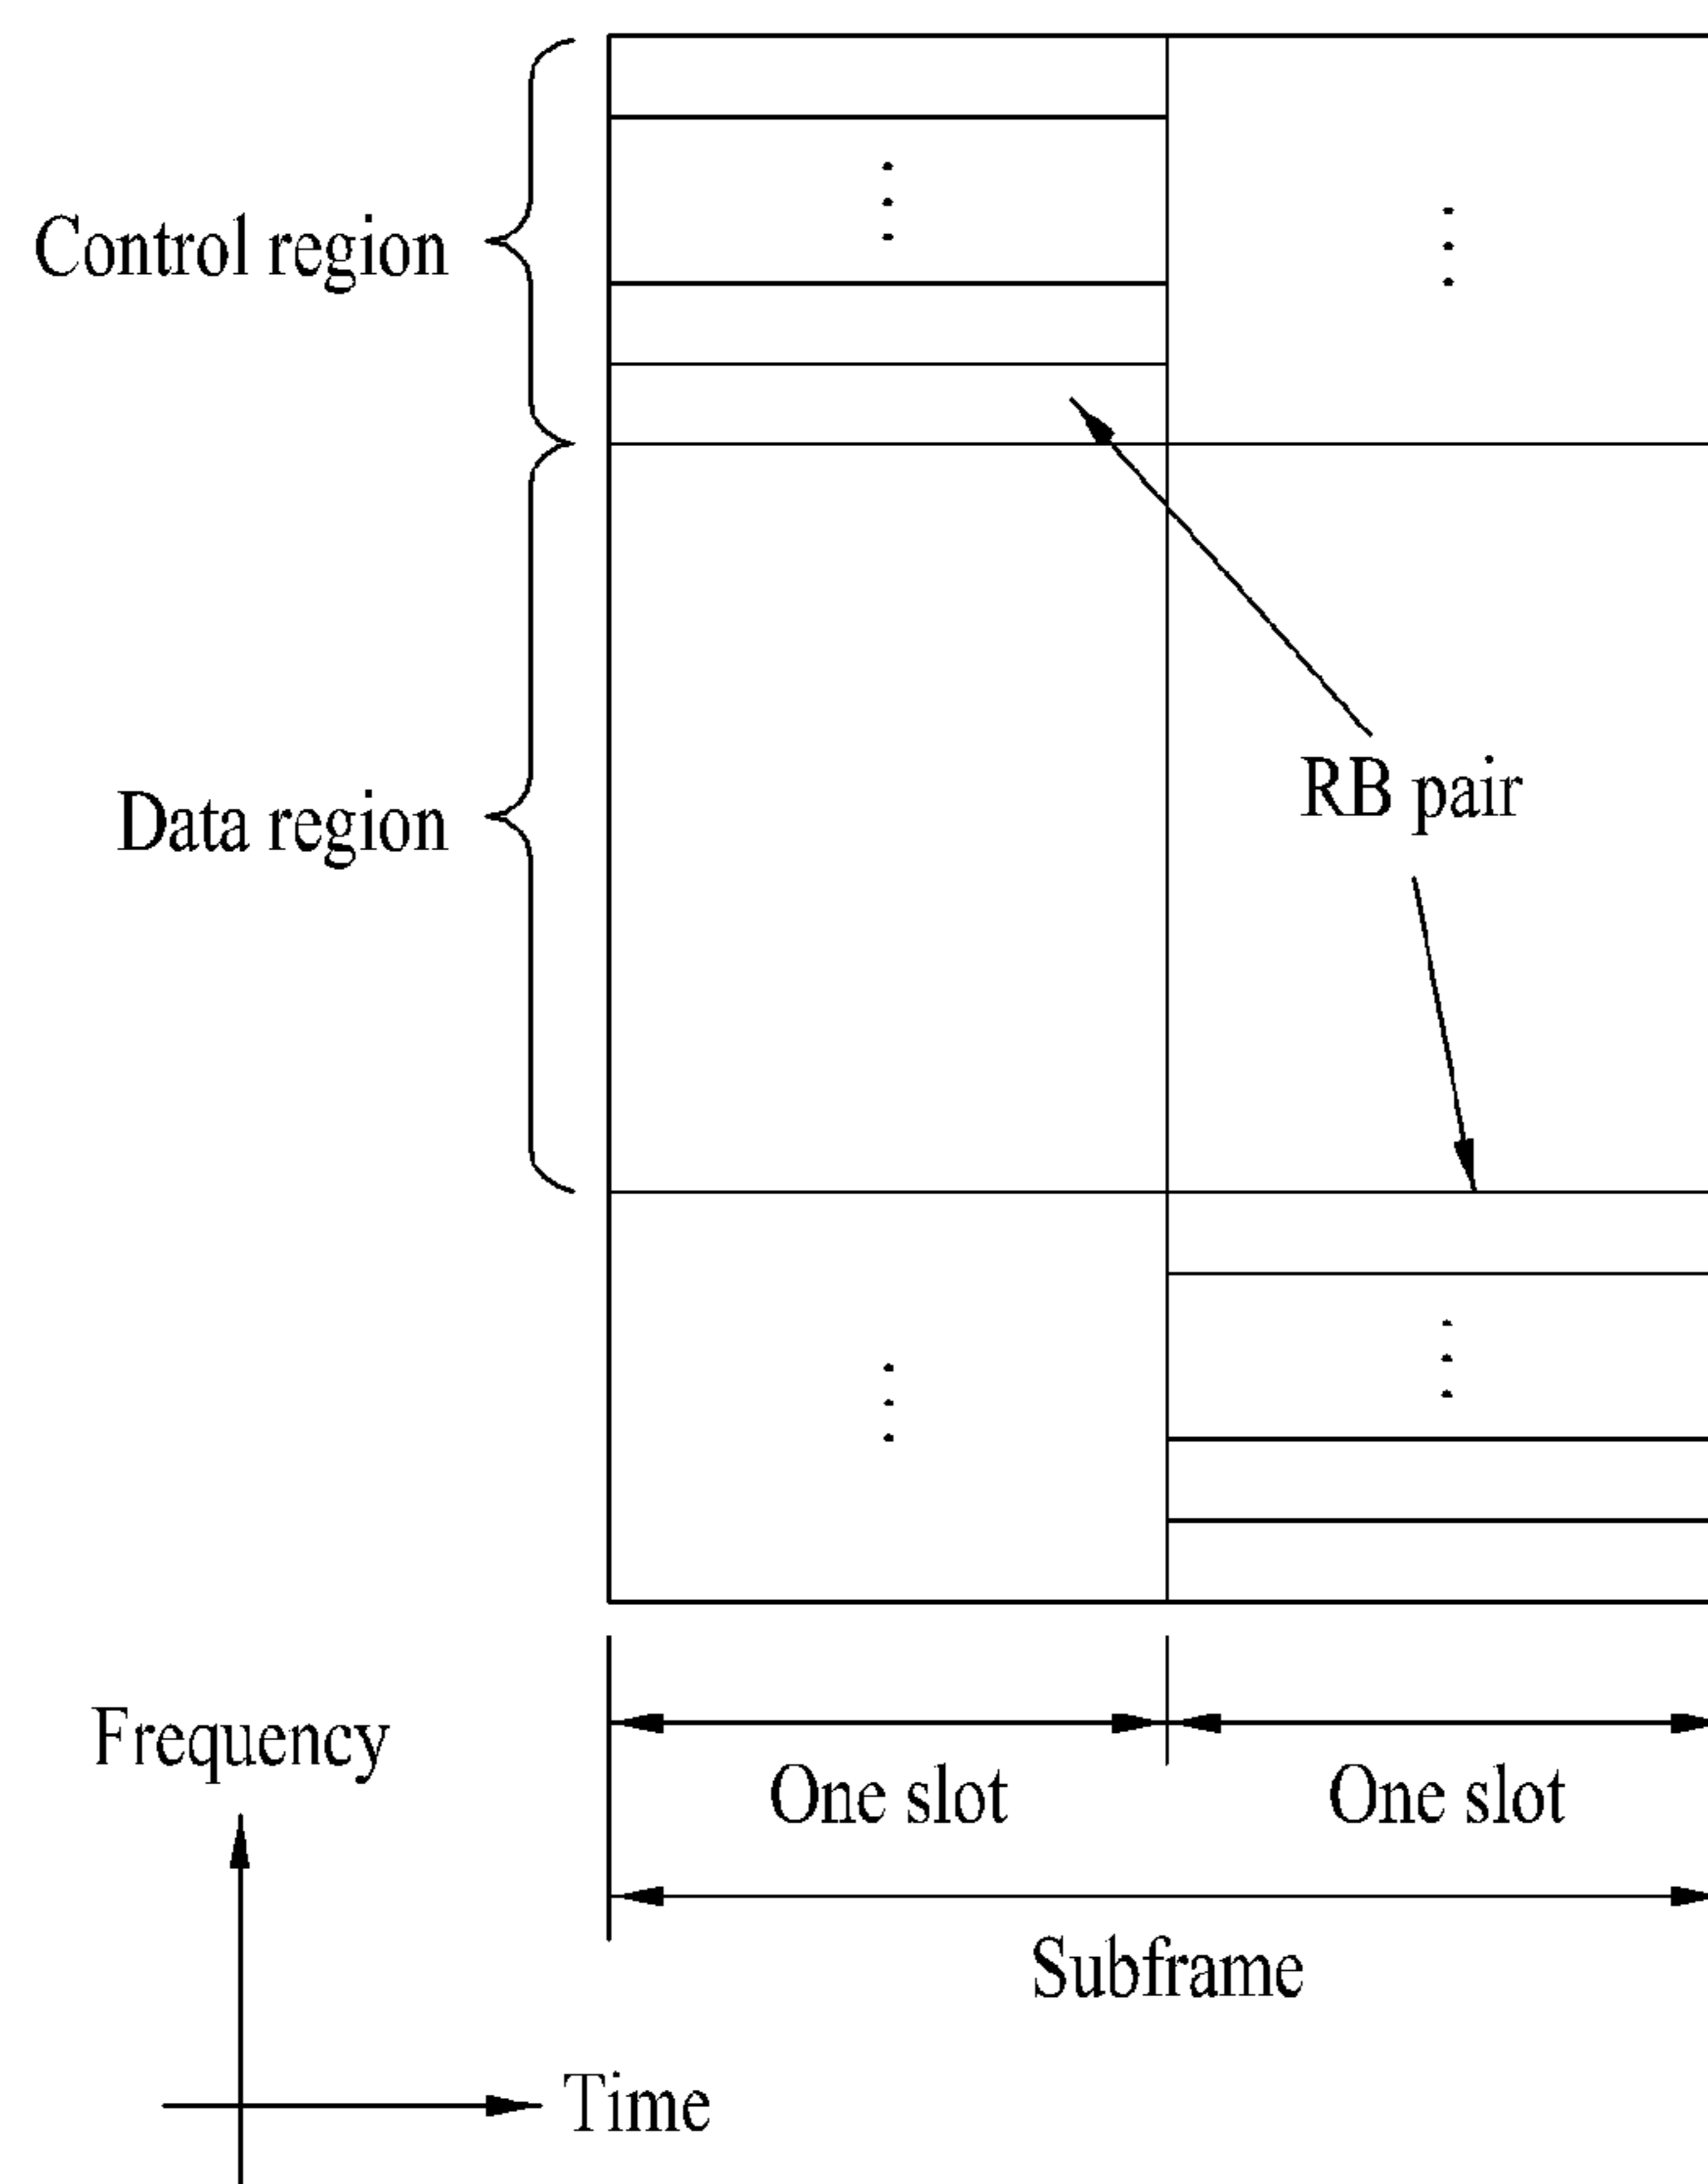 Control region
Data region
RB pair
Frequency
One slot
One slot
Subframe
Time